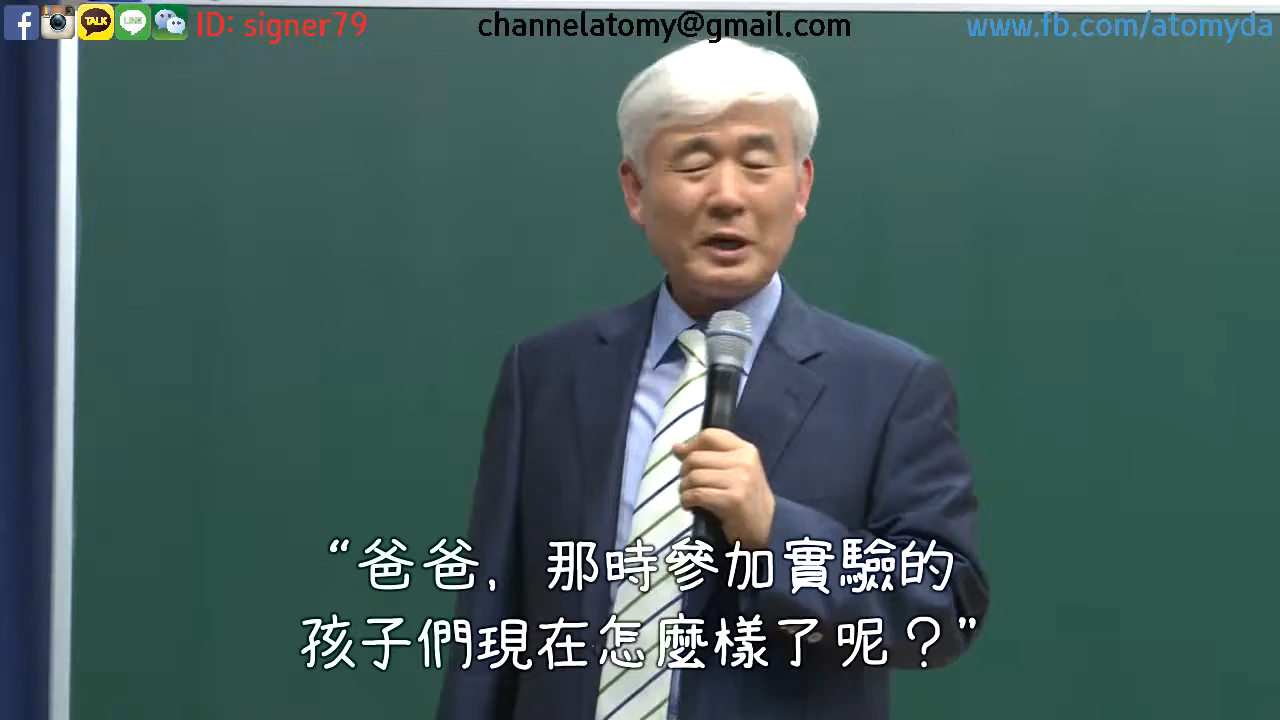 TALK
LINE
ID: signer79
channelatomy@gmail.com
www.fb.com/atomyda
“爸爸，那時參加實驗的
孩子們現在怎麼樣了呢？”